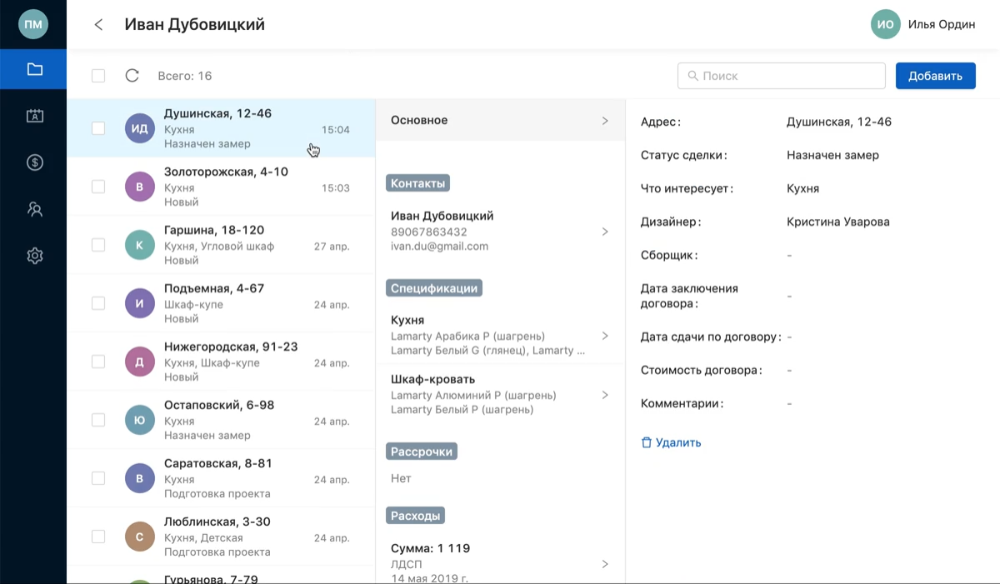 ПМ
Иван Дубовицкий
ИО
Илья Ордин
Всего: 16
Поиск
Добавить
ИД
Душинская, 12-46
Кухня
15:04
Назначен замер
В
Золоторожская, 4-10
Кухня
15:03
Новый
К
Гаршина, 18-120
Кухня, Угловой шкаф
27 апр.
Новый
И
Подъемная, 4-67
Шкаф-купе
24 апр.
Новый
Д
Нижегородская, 91-23
Кухня, Шкаф-купе
24 апр.
Новый
Ю
Остаповский, 6-98
Кухня
24 апр.
Назначен замер
В
Саратовская, 8-81
Кухня
24 апр.
Подготовка проекта
С
Люблинская, 3-30
Кухня, Детская
24 апр.
Подготовка проекта
Гурьянова, 7-79
Основное
Контакты
Иван Дубовицкий
89067863432
ivan.du@gmail.com
Спецификации
Кухня
Lamarty Арабика P (шагрень)
Lamarty Белый G (глянец), Lamarty ...
Шкаф-кровать
Lamarty Алюминий P (шагрень)
Lamarty Белый P (шагрень)
Рассрочки
Нет
Расходы
Сумма: 1 119
ЛДСП
14 мая 2019 г.
Адрес: Душинская, 12-46
Статус сделки: Назначен замер
Что интересует: Кухня
Дизайнер: Кристина Уварова
Сборщик: -
Дата заключения
договора: -
Дата сдачи по договору: -
Стоимость договора: -
Комментарии: -
Удалить